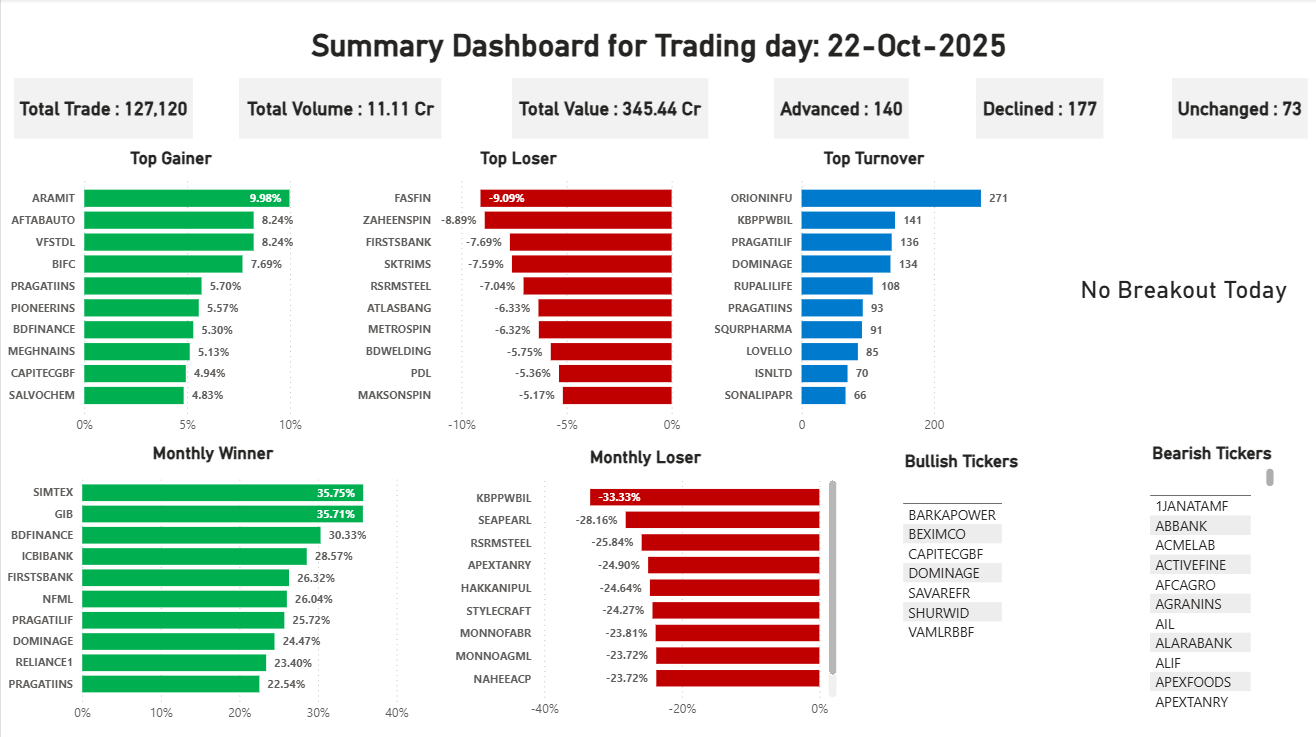 Summary Dashboard for Trading day: 22-Oct-2025
Total Trade : 127,120
Total Volume : 11.11 Cr
Total Value : 345.44 Cr
Advanced : 140
Declined : 177
Unchanged : 73
Top Gainer
ARAMIT 9.98%
AFTABAUTO 8.24%
VFSTDL 8.24%
BIFC 7.69%
PRAGATIINS 5.70%
PIONEERINS 5.57%
BDFINANCE 5.30%
MEGHNAINS 5.13%
CAPITECGBF 4.94%
SALVOCHEM 4.83%
0% 5% 10%
Top Loser
FASFIN -9.09%
ZAHEENSPIN -8.89%
FIRSTSBANK -7.69%
SKTRIMS -7.59%
RSRMSTEEL -7.04%
ATLASBANG -6.33%
METROSPIN -6.32%
BDWELDING -5.75%
PDL -5.36%
MAKSONSPIN -5.17%
-10% -5% 0%
Top Turnover
ORIONINFU 271
KBPPWBIL 141
PRAGATILIF 136
DOMINAGE 134
RUPALILIFE 108
PRAGATIINS 93
SQURPHARMA 91
LOVELLO 85
ISNLTD 70
SONALIPAPR 66
0 200
No Breakout Today
Monthly Winner
SIMTEX 35.75%
GIB 35.71%
BDFINANCE 30.33%
ICBIBANK 28.57%
FIRSTSBANK 26.32%
NFML 26.04%
PRAGATILIF 25.72%
DOMINAGE 24.47%
RELIANCE1 23.40%
PRAGATIINS 22.54%
0% 10% 20% 30% 40%
Monthly Loser
KBPPWBIL -33.33%
SEAPEARL -28.16%
RSRMSTEEL -25.84%
APEXTANRY -24.90%
HAKKANIPUL -24.64%
STYLECRAFT -24.27%
MONNOFABR -23.81%
MONNOAGML -23.72%
NAHEEACP -23.72%
-40% -20% 0%
Bullish Tickers
BARKAPOWER
BEXIMCO
CAPITECGBF
DOMINAGE
SAVAREFR
SHURWID
VAMLRBBF
Bearish Tickers
1JANATAMF
ABBANK
ACMELAB
ACTIVEFINE
AFCAGRO
AGRANINS
AIL
ALARABANK
ALIF
APEXFOODS
APEXTANRY